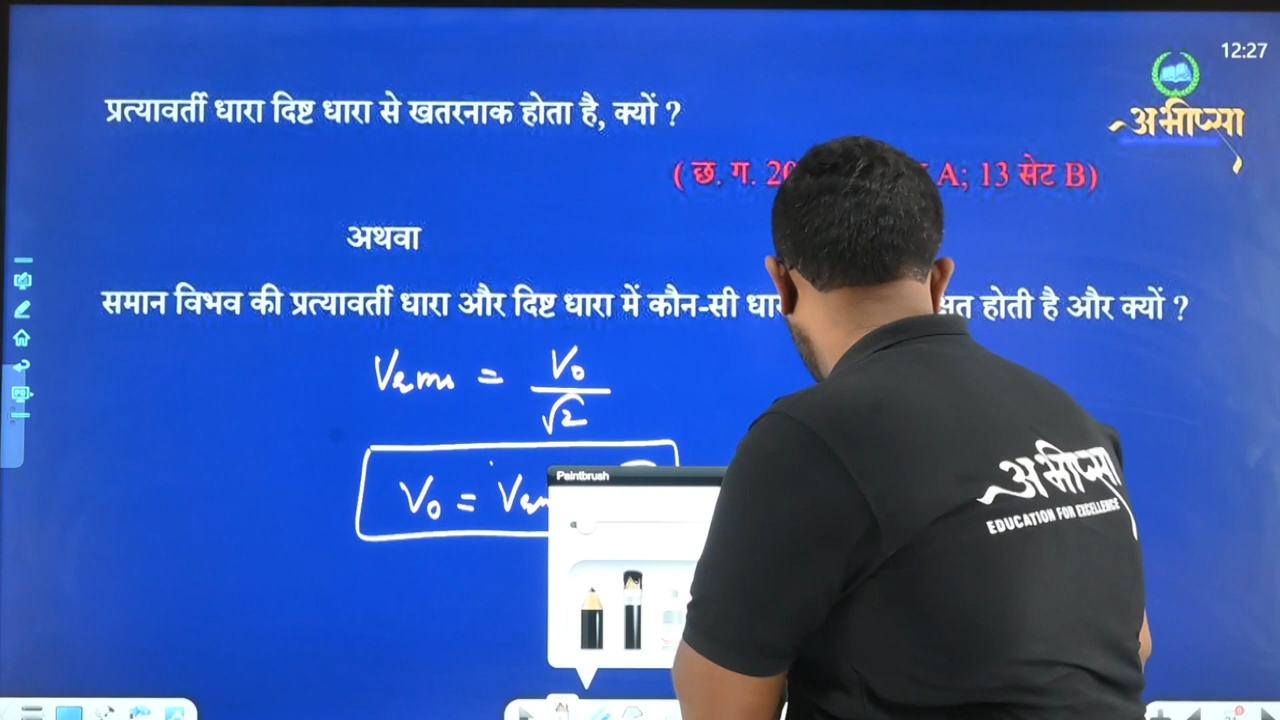 12:27
अभीप्सा
प्रत्यावर्ती धारा दिष्ट धारा से खतरनाक होता है, क्यों ?
( छ. ग. A; 13 सेट B)
अथवा
समान विभव की प्रत्यावर्ती धारा और दिष्ट धारा में कौन-सी होती है और क्यों ?
Vrms = V₀/√2
V₀ =
Paintbrush
अभीप्सा
EDUCATION FOR EXCELLENCE